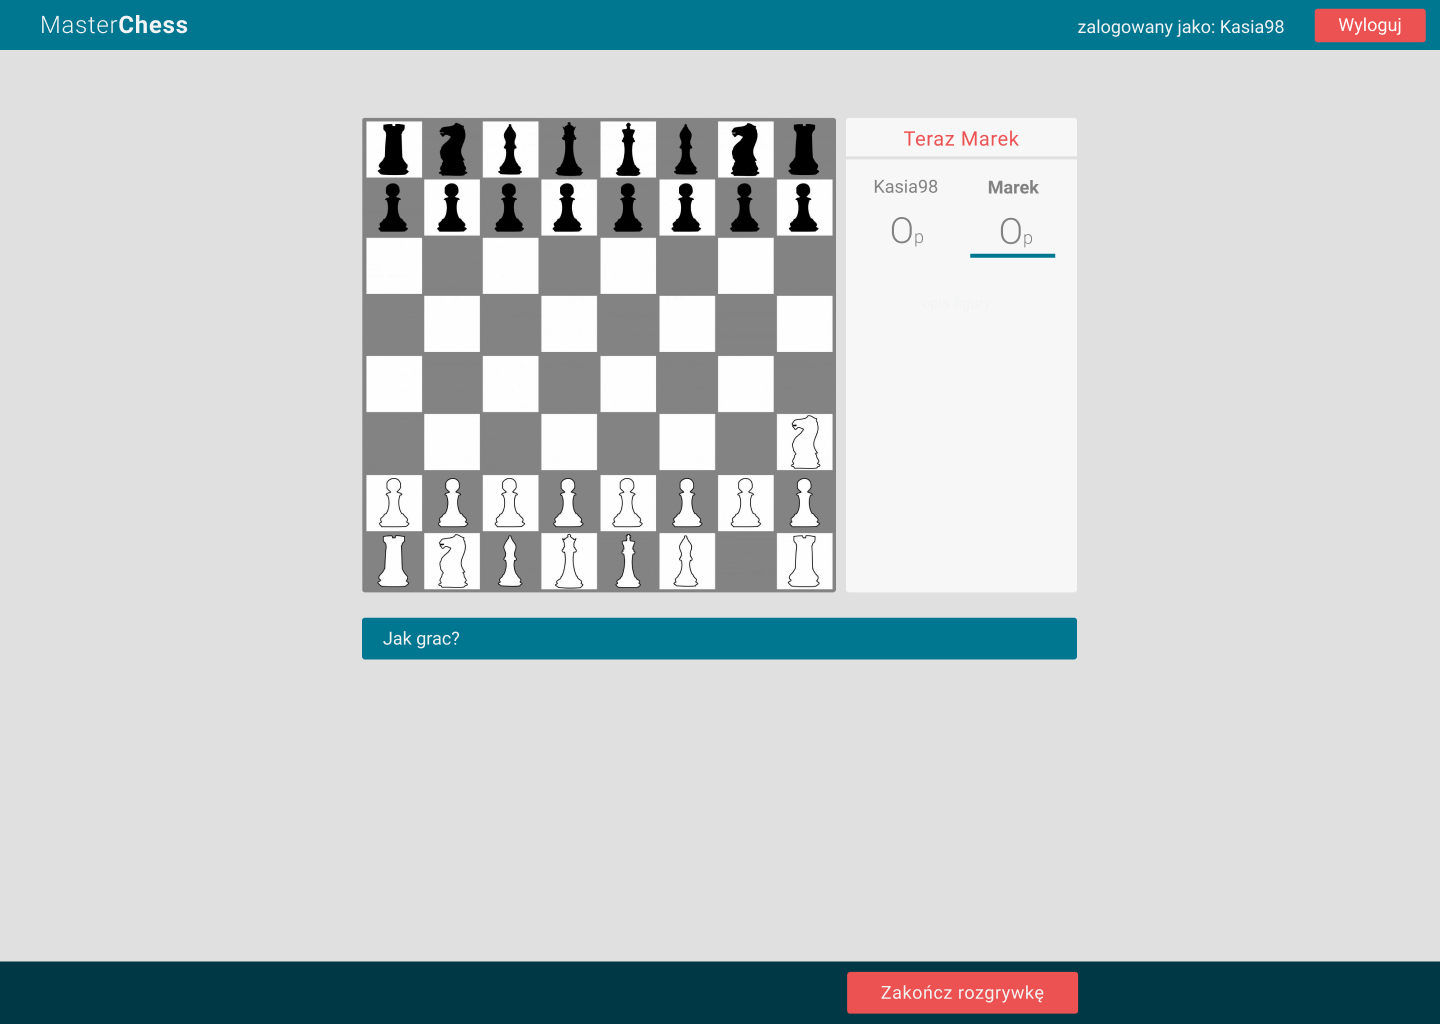 MasterChess
zalogowany jako: Kasia98
Wyloguj
Teraz Marek
Kasia98
Marek
0p
0p
Jak grac?
Zakończ rozgrywkę